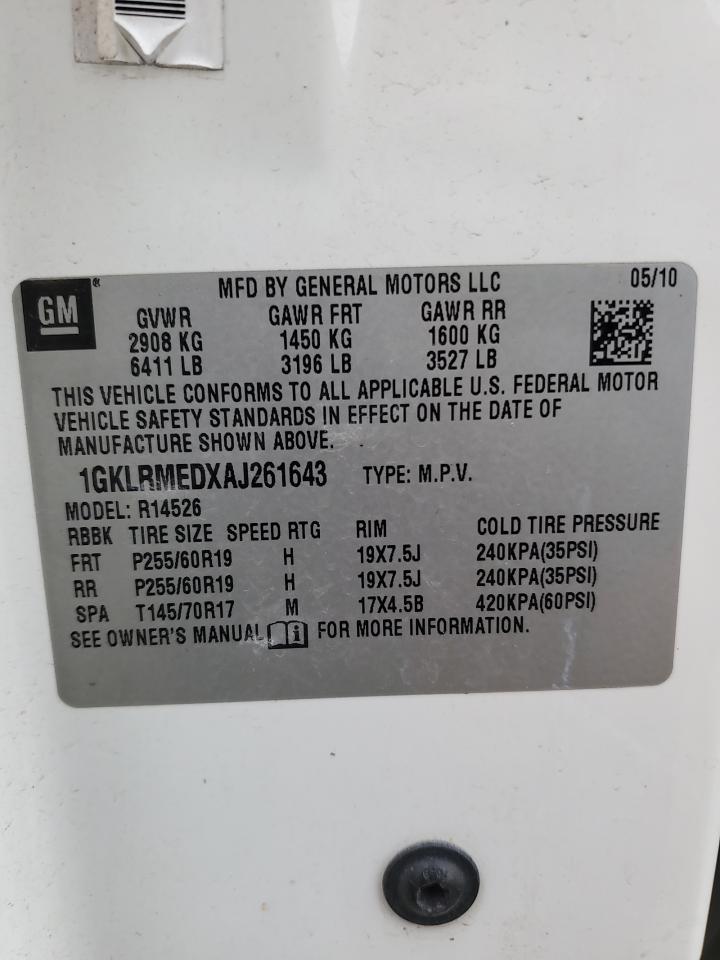 GM®
MFD BY GENERAL MOTORS LLC 05/10
GVWR GAWR FRT GAWR RR
2908 KG 1450 KG 1600 KG
6411 LB 3196 LB 3527 LB
THIS VEHICLE CONFORMS TO ALL APPLICABLE U.S. FEDERAL MOTOR
VEHICLE SAFETY STANDARDS IN EFFECT ON THE DATE OF
MANUFACTURE SHOWN ABOVE.
1GKLRMEDXAJ261643 TYPE: M.P.V.
MODEL: R14526
RBBK TIRE SIZE SPEED RTG RIM COLD TIRE PRESSURE
FRT P255/60R19 H 19X7.5J 240KPA(35PSI)
RR P255/60R19 H 19X7.5J 240KPA(35PSI)
SPA T145/70R17 M 17X4.5B 420KPA(60PSI)
SEE OWNER'S MANUAL i FOR MORE INFORMATION.